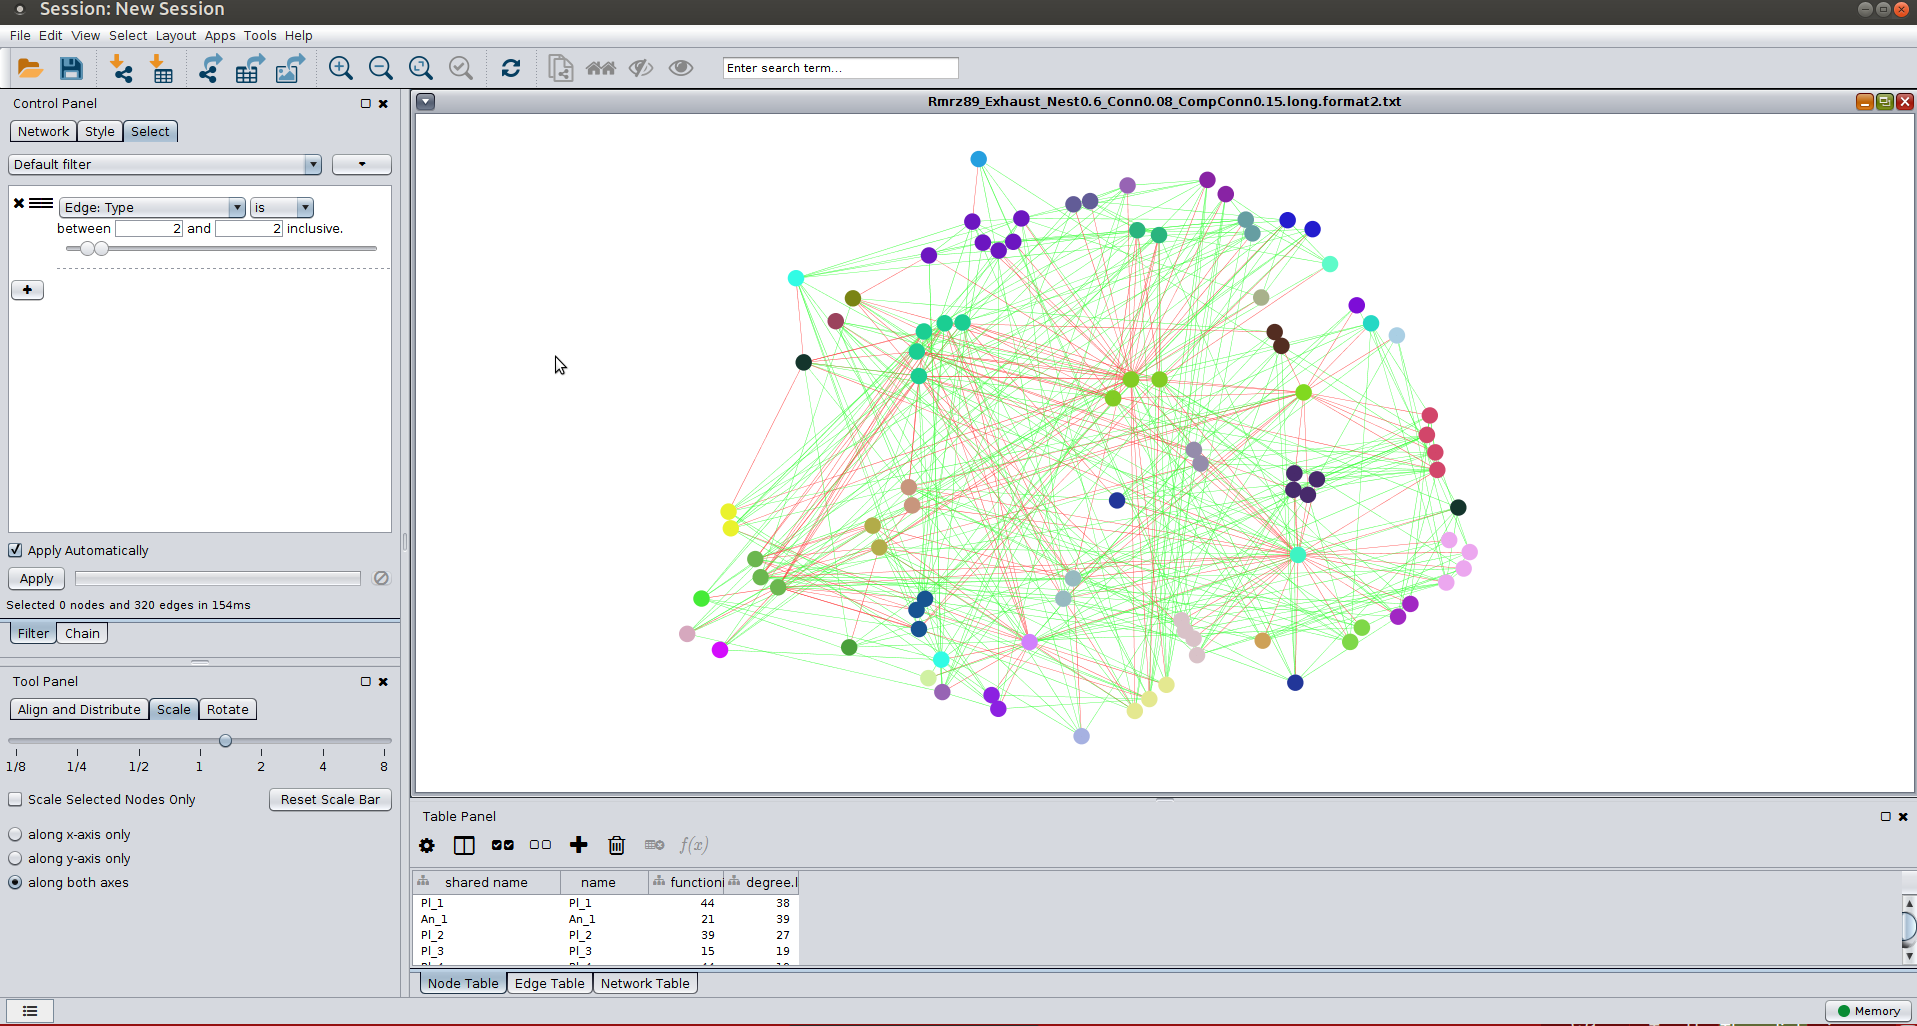 Session: New Session
File Edit View Select Layout Apps Tools Help
Enter search term...
Control Panel
Network Style Select
Default filter
Edge: Type is
between 2 and 2 inclusive.
Apply Automatically
Apply
Selected 0 nodes and 320 edges in 154ms
Filter Chain
Tool Panel
Align and Distribute Scale Rotate
1/8 1/4 1/2 1 2 4 8
Scale Selected Nodes Only Reset Scale Bar
along x-axis only
along y-axis only
along both axes
Rmrz89_Exhaust_Nest0.6_Conn0.08_CompConn0.15.long.format2.txt
Table Panel
f(x)
shared name name functioni degree.l
Pl_1 Pl_1 44 38
An_1 An_1 21 39
Pl_2 Pl_2 39 27
Pl_3 Pl_3 15 19
Node Table Edge Table Network Table
Memory